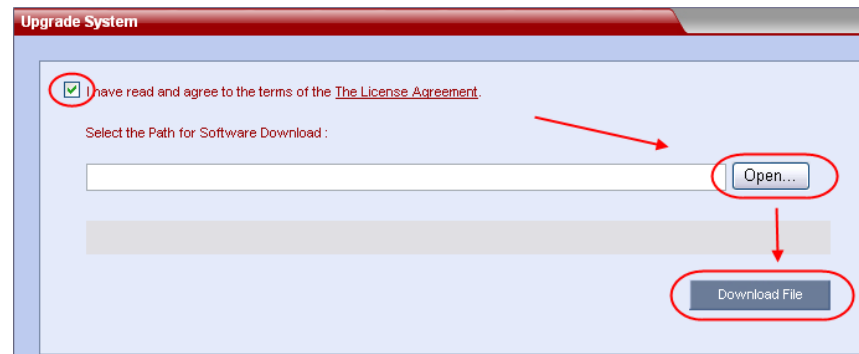 Upgrade System
I have read and agree to the terms of the The License Agreement.
Select the Path for Software Download :
Open...
Download File